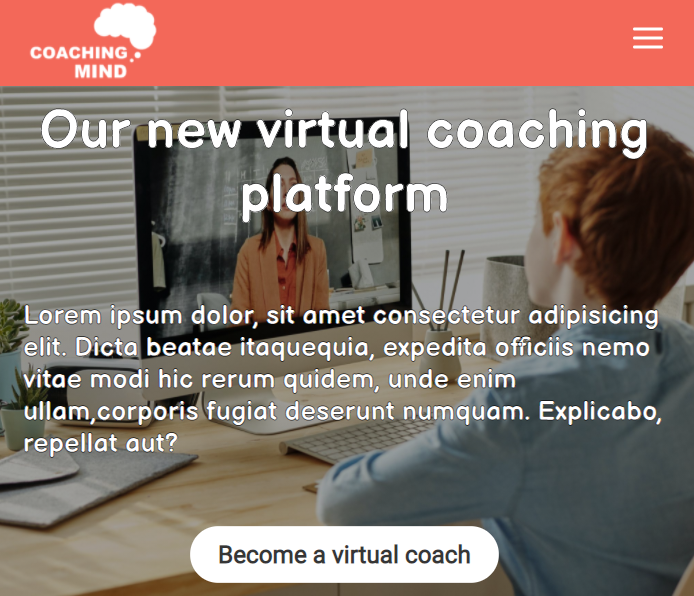 COACHING
MIND
Our new virtual coaching
platform
Lorem ipsum dolor, sit amet consectetur adipisicing
elit. Dicta beatae itaquequia, expedita officiis nemo
vitae modi hic rerum quidem, unde enim
ullam,corporis fugiat deserunt numquam. Explicabo,
repellat aut?
Become a virtual coach